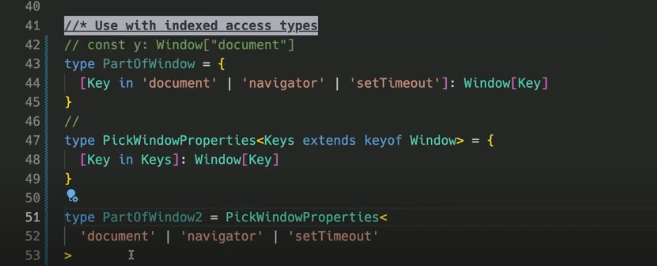 40
41 //* Use with indexed access types
42 // const y: Window["document"]
43 type PartOfWindow = {
44 [Key in 'document' | 'navigator' | 'setTimeout']: Window[Key]
45 }
46 //
47 type PickWindowProperties<Keys extends keyof Window> = {
48 [Key in Keys]: Window[Key]
49 }
50
51 type PartOfWindow2 = PickWindowProperties<
52 'document' | 'navigator' | 'setTimeout'
53 >